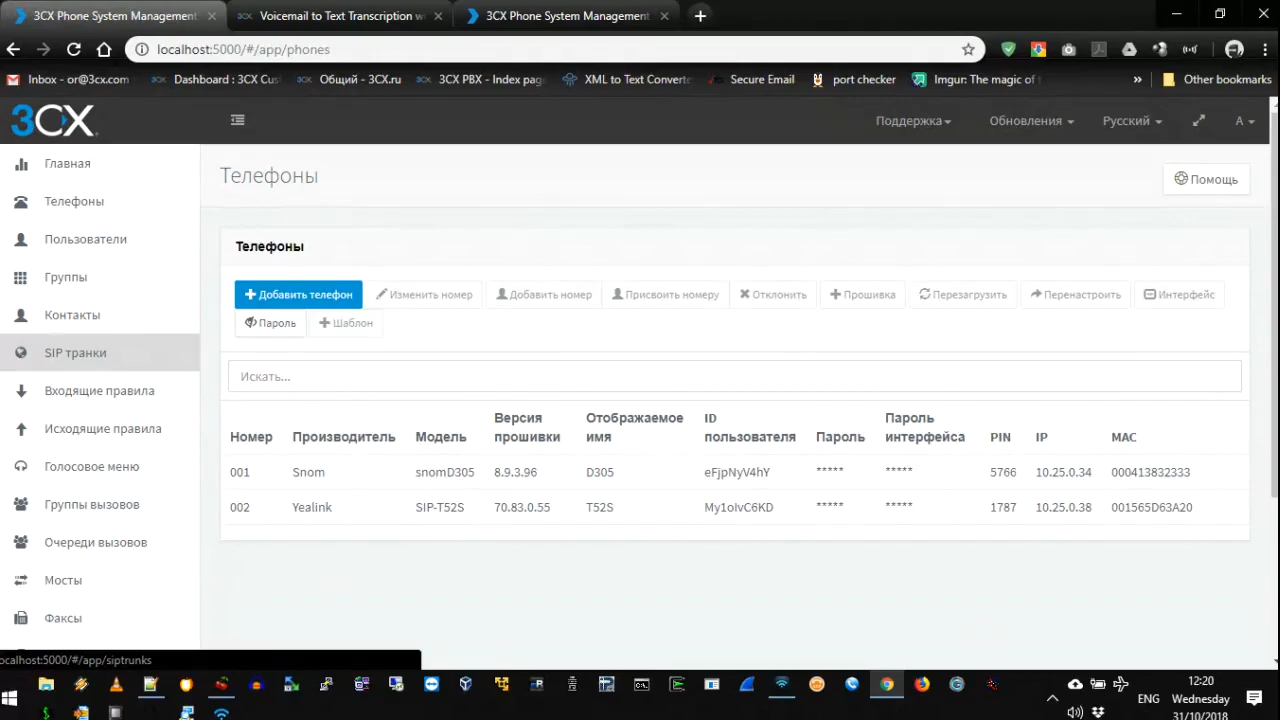 3CX Phone System Management
Voicemail to Text Transcription w
3CX Phone System Management
localhost:5000/#/app/phones
Inbox - or@3cx.com
Dashboard : 3CX Cus
Общий - 3CX.ru
3CX PBX - Index page
XML to Text Converte
Secure Email
port checker
Imgur: The magic of t
»
Other bookmarks
3CX
Поддержка
Обновления
Русский
A
Главная
Телефоны
Пользователи
Группы
Контакты
SIP транки
Входящие правила
Исходящие правила
Голосовое меню
Группы вызовов
Очереди вызовов
Мосты
Факсы
Телефоны
Помощь
Телефоны
Добавить телефон
Изменить номер
Добавить номер
Присвоить номеру
Отклонить
Прошивка
Перезагрузить
Перенастроить
Интерфейс
Пароль
Шаблон
Искать...
Номер Производитель Модель Версия прошивки Отображаемое имя ID пользователя Пароль Пароль интерфейса PIN IP MAC
001 Snom snomD305 8.9.3.96 D305 eFjpNyV4hY ***** ***** 5766 10.25.0.34 000413832333
002 Yealink SIP-T52S 70.83.0.55 T52S My1oIvC6KD ***** ***** 1787 10.25.0.38 001565D63A20
ocalhost:5000/#/app/siptrunks
ENG
12:20
Wednesday
31/10/2018